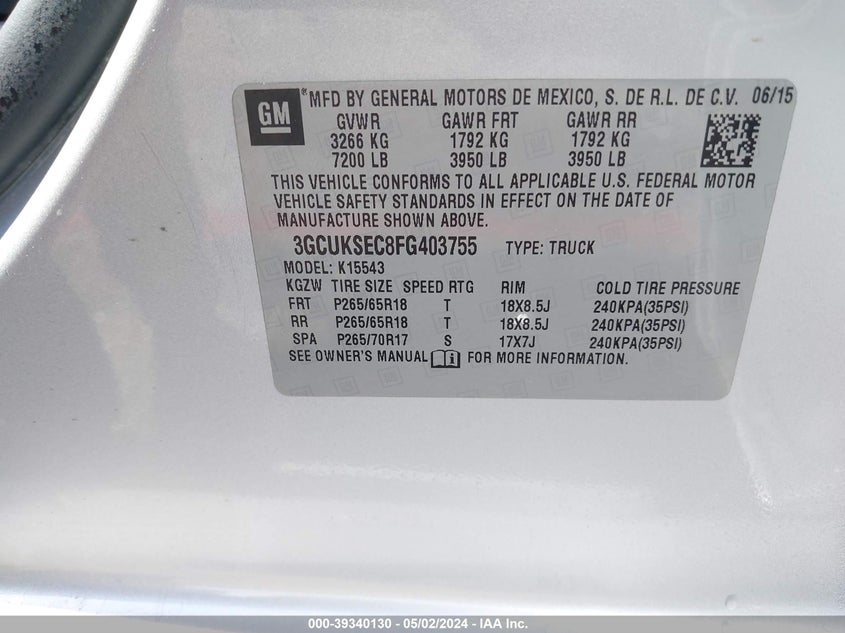 GM ® MFD BY GENERAL MOTORS DE MEXICO, S. DE R.L. DE C.V. 06/15
GVWR GAWR FRT GAWR RR
3266 KG 1792 KG 1792 KG
7200 LB 3950 LB 3950 LB
THIS VEHICLE CONFORMS TO ALL APPLICABLE U.S. FEDERAL MOTOR
VEHICLE SAFETY STANDARDS IN EFFECT ON THE DATE OF
MANUFACTURE SHOWN ABOVE.
3GCUKSEC8FG403755 TYPE: TRUCK
MODEL: K15543
KGZW TIRE SIZE SPEED RTG RIM COLD TIRE PRESSURE
FRT P265/65R18 T 18X8.5J 240KPA(35PSI)
RR P265/65R18 T 18X8.5J 240KPA(35PSI)
SPA P265/70R17 S 17X7J 240KPA(35PSI)
SEE OWNER'S MANUAL FOR MORE INFORMATION.
000-39340130 - 05/02/2024 - IAA Inc.